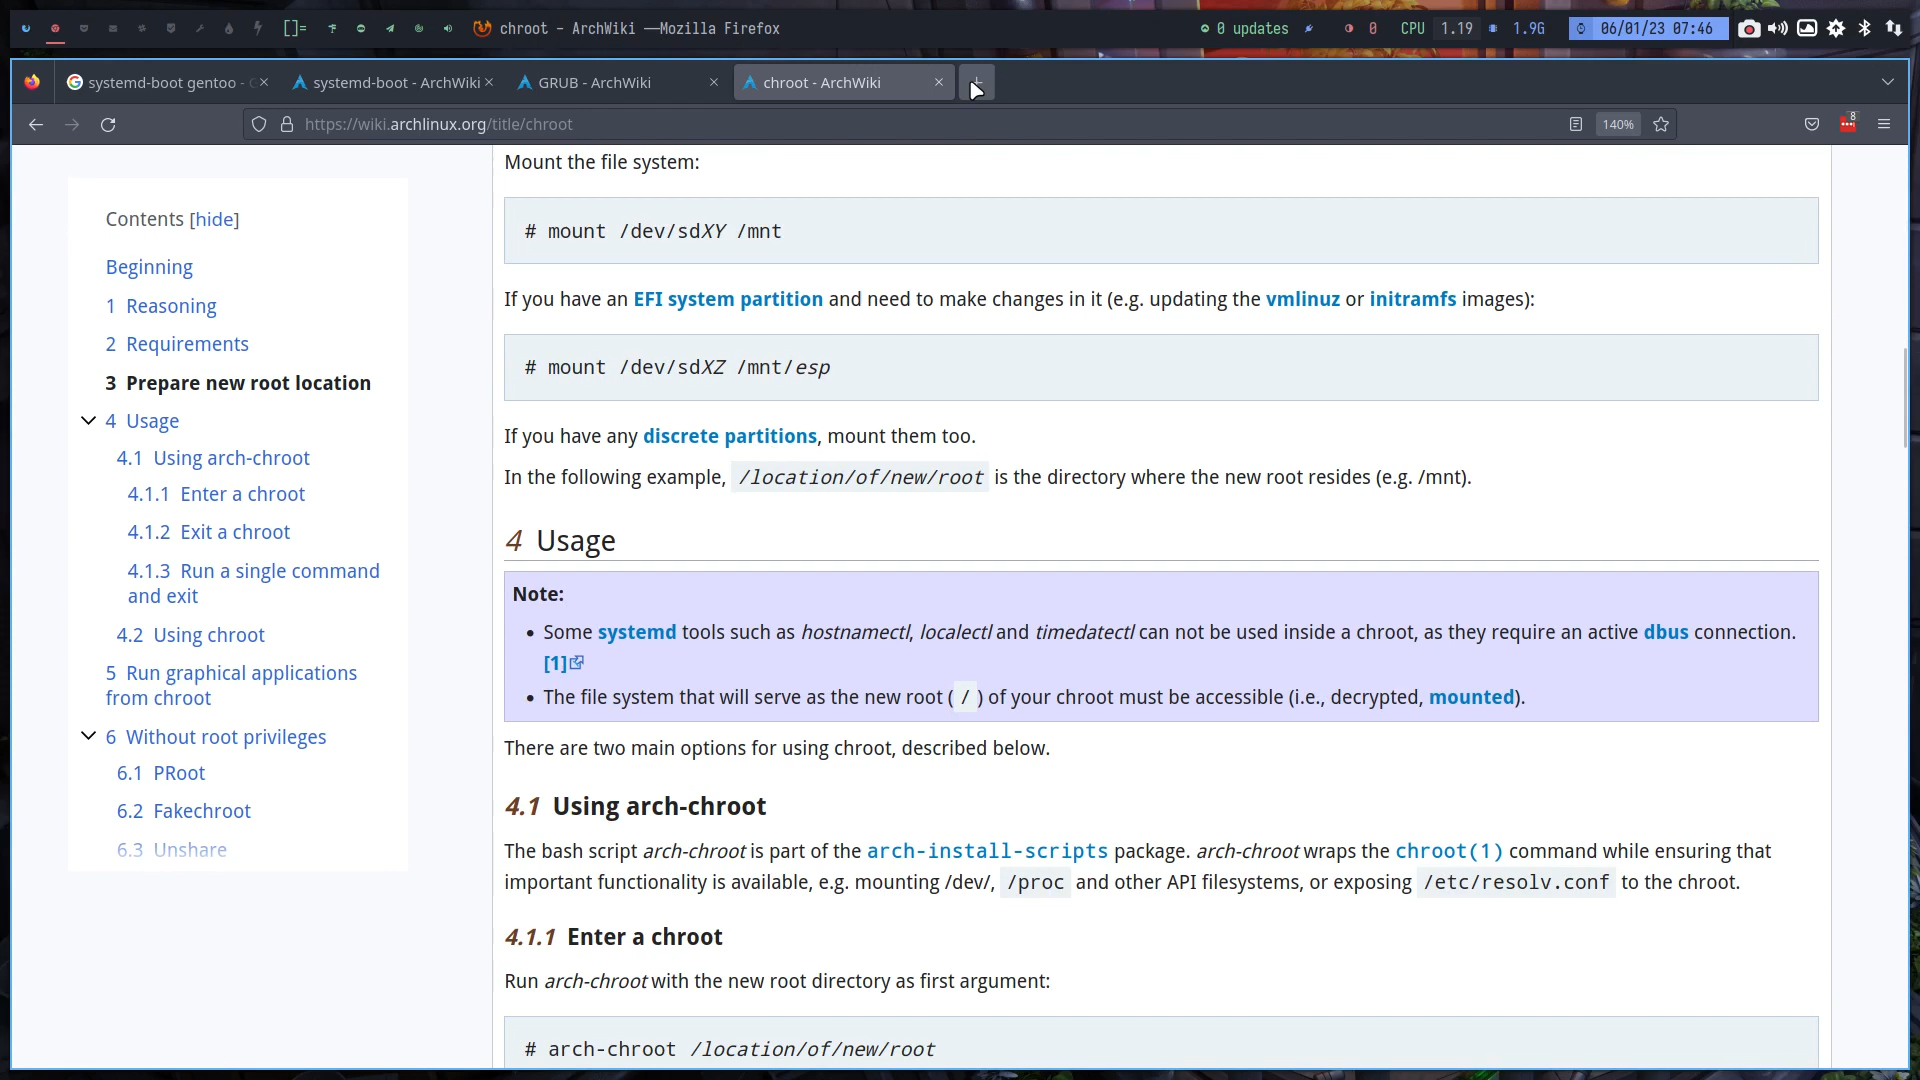 []=
chroot - ArchWiki —Mozilla Firefox
0 updates
0
CPU 1.19
1.9G
06/01/23 07:46
systemd-boot gentoo -
systemd-boot - ArchWiki
GRUB - ArchWiki
chroot - ArchWiki
https://wiki.archlinux.org/title/chroot
140%
8
Contents [hide]
Beginning
1 Reasoning
2 Requirements
3 Prepare new root location
4 Usage
4.1 Using arch-chroot
4.1.1 Enter a chroot
4.1.2 Exit a chroot
4.1.3 Run a single command
and exit
4.2 Using chroot
5 Run graphical applications
from chroot
6 Without root privileges
6.1 PRoot
6.2 Fakechroot
6.3 Unshare
Mount the file system:
# mount /dev/sdXY /mnt
If you have an EFI system partition and need to make changes in it (e.g. updating the vmlinuz or initramfs images):
# mount /dev/sdXZ /mnt/esp
If you have any discrete partitions, mount them too.
In the following example, /location/of/new/root is the directory where the new root resides (e.g. /mnt).
4 Usage
Note:
• Some systemd tools such as hostnamectl, localectl and timedatectl can not be used inside a chroot, as they require an active dbus connection.
[1]
• The file system that will serve as the new root ( / ) of your chroot must be accessible (i.e., decrypted, mounted).
There are two main options for using chroot, described below.
4.1 Using arch-chroot
The bash script arch-chroot is part of the arch-install-scripts package. arch-chroot wraps the chroot(1) command while ensuring that
important functionality is available, e.g. mounting /dev/, /proc and other API filesystems, or exposing /etc/resolv.conf to the chroot.
4.1.1 Enter a chroot
Run arch-chroot with the new root directory as first argument:
# arch-chroot /location/of/new/root